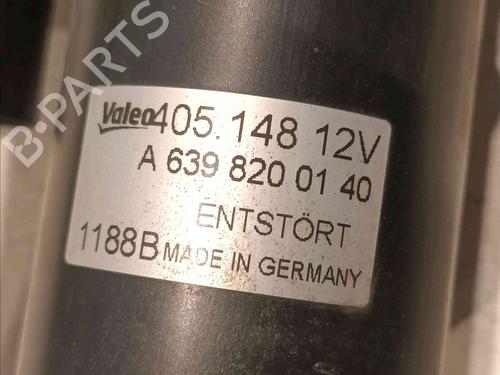 B-PARTS
Valeo 405.148 12V
A 639 820 01 40
ENTSTÖRT
1188B MADE IN GERMANY